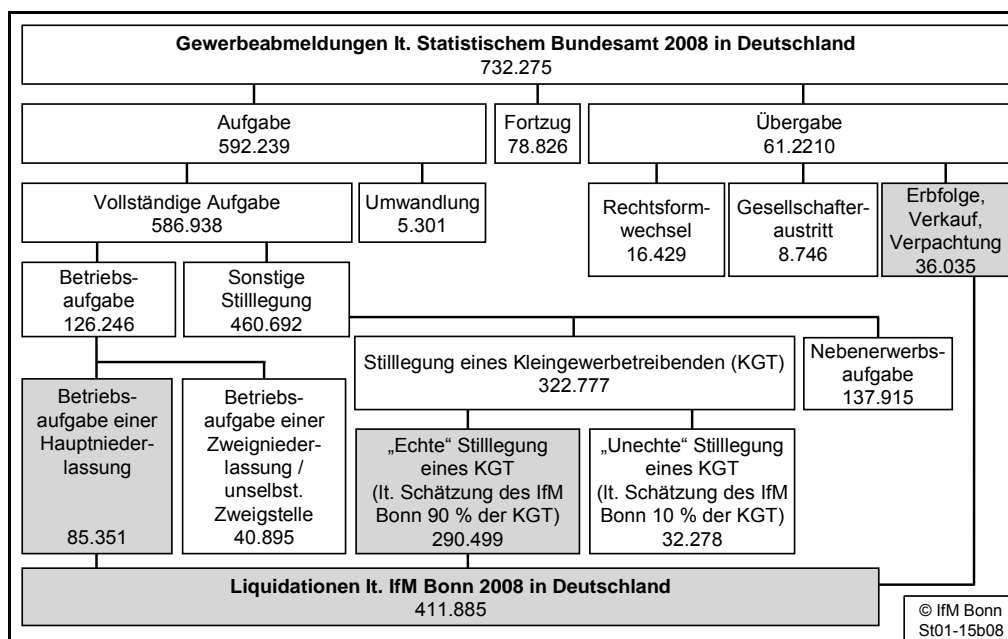 Gewerbeabmeldungen lt. Statistischem Bundesamt 2008 in Deutschland
732.275
Aufgabe
592.239
Fortzug
78.826
Übergabe
61.2210
Vollständige Aufgabe
586.938
Umwandlung
5.301
Rechtsform-
wechsel
16.429
Gesellschafter-
austritt
8.746
Erbfolge,
Verkauf,
Verpachtung
36.035
Betriebs-
aufgabe
126.246
Sonstige
Stilllegung
460.692
Stilllegung eines Kleingewerbetreibenden (KGT)
322.777
Nebenerwerbs-
aufgabe
137.915
Betriebs-
aufgabe einer
Hauptnieder-
lassung
85.351
Betriebs-
aufgabe einer
Zweignieder-
lassung /
unselbst.
Zweigstelle
40.895
„Echte“ Stilllegung
eines KGT
(lt. Schätzung des IfM
Bonn 90 % der KGT)
290.499
„Unechte“ Stilllegung
eines KGT
(lt. Schätzung des IfM
Bonn 10 % der KGT)
32.278
Liquidationen lt. IfM Bonn 2008 in Deutschland
411.885
© IfM Bonn
St01-15b08